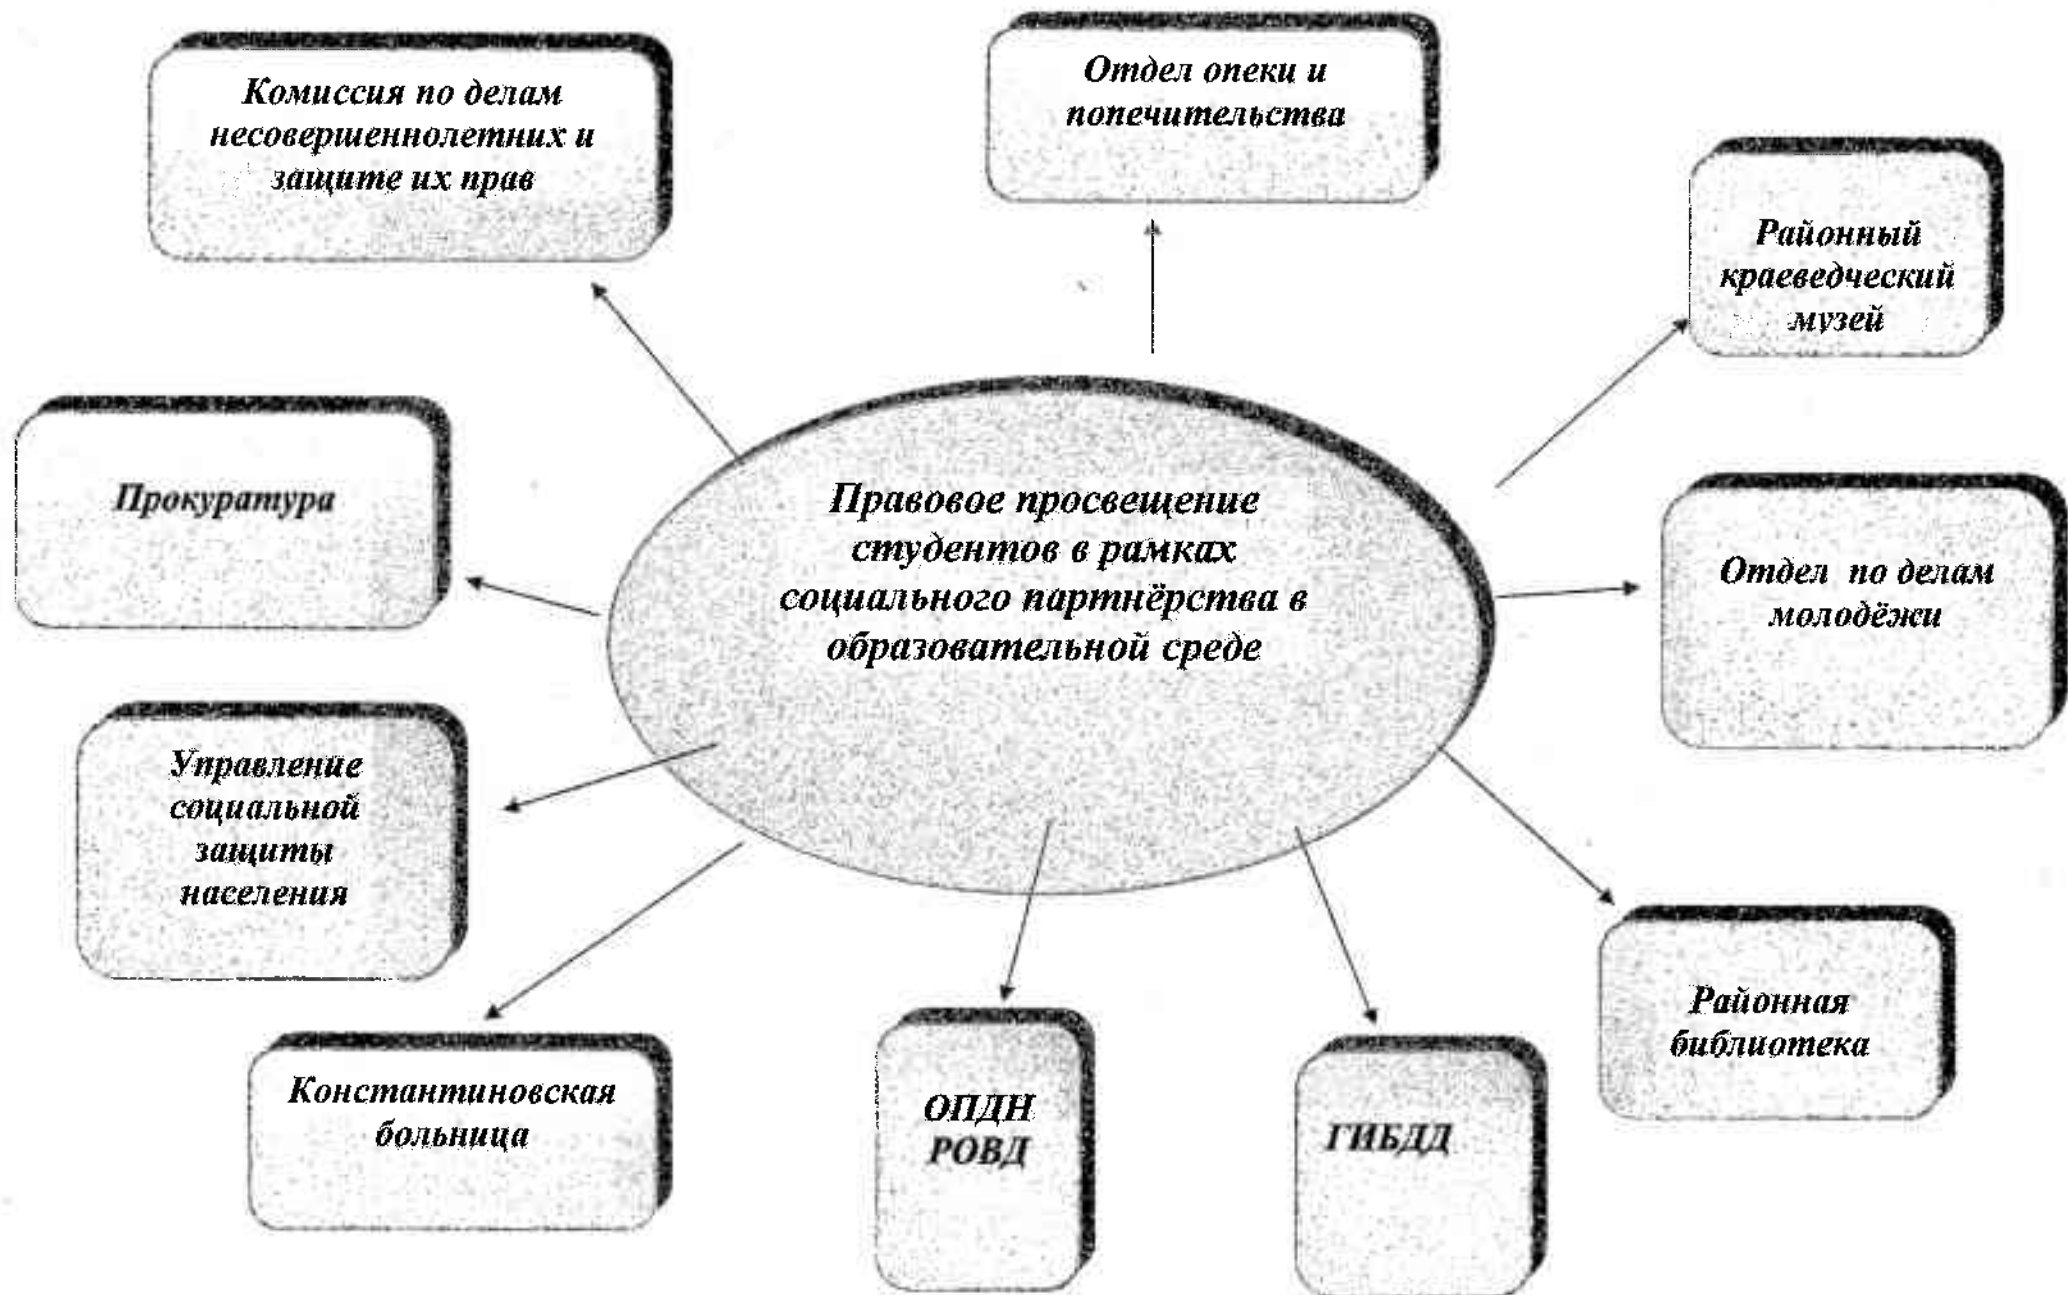 Комиссия по делам
несовершеннолетних и
защите их прав
Отдел опеки и
попечительства
Районный
краеведческий
музей
Прокуратура
Правовое просвещение
студентов в рамках
социального партнёрства в
образовательной среде
Отдел по делам
молодёжи
Управление
социальной
защиты
населения
Константиновская
больница
ОПДН
РОВД
ГИБДД
Районная
библиотека